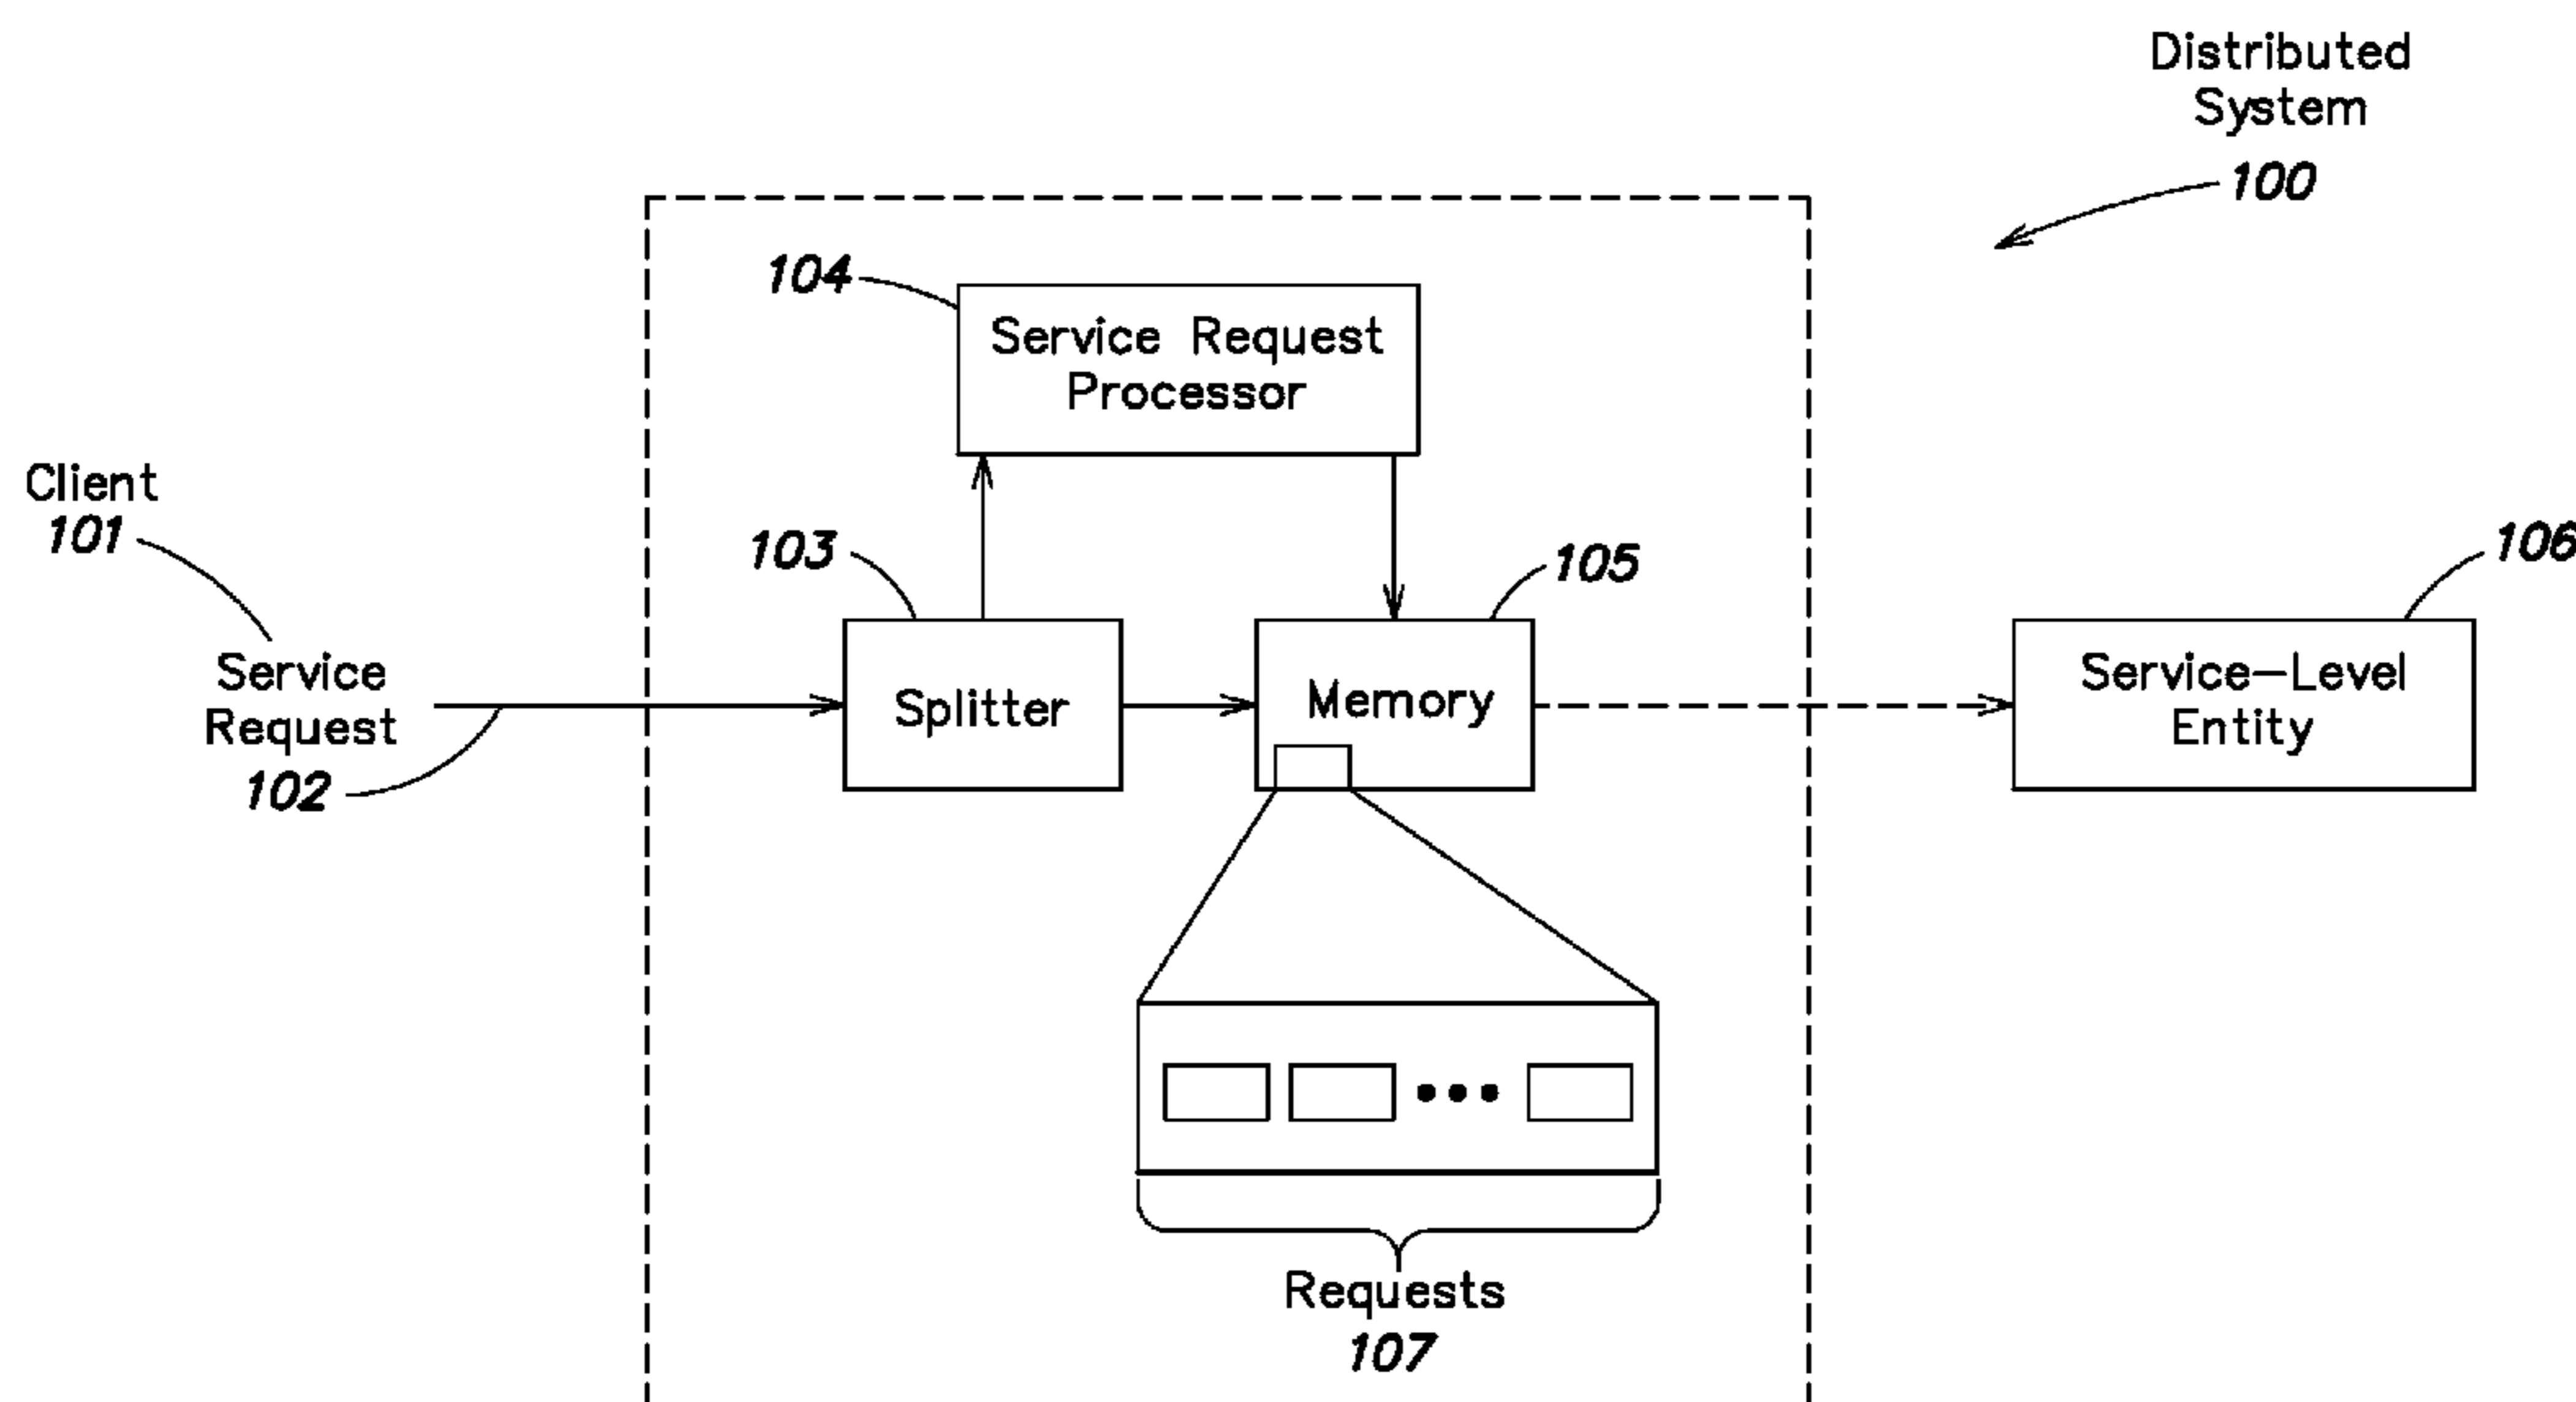 Distributed
System
100
104
Service Request
Processor
Client
101
103
105
106
Service
Request
102
Splitter
Memory
Service-Level
Entity
Requests
107